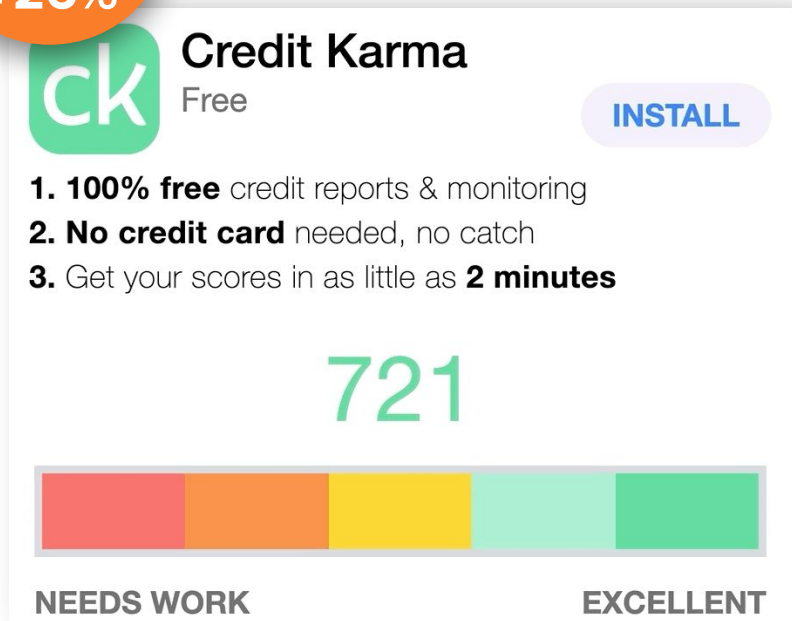 Credit Karma
Free
INSTALL
1. 100% free credit reports & monitoring
2. No credit card needed, no catch
3. Get your scores in as little as 2 minutes
721
NEEDS WORK
EXCELLENT
ck